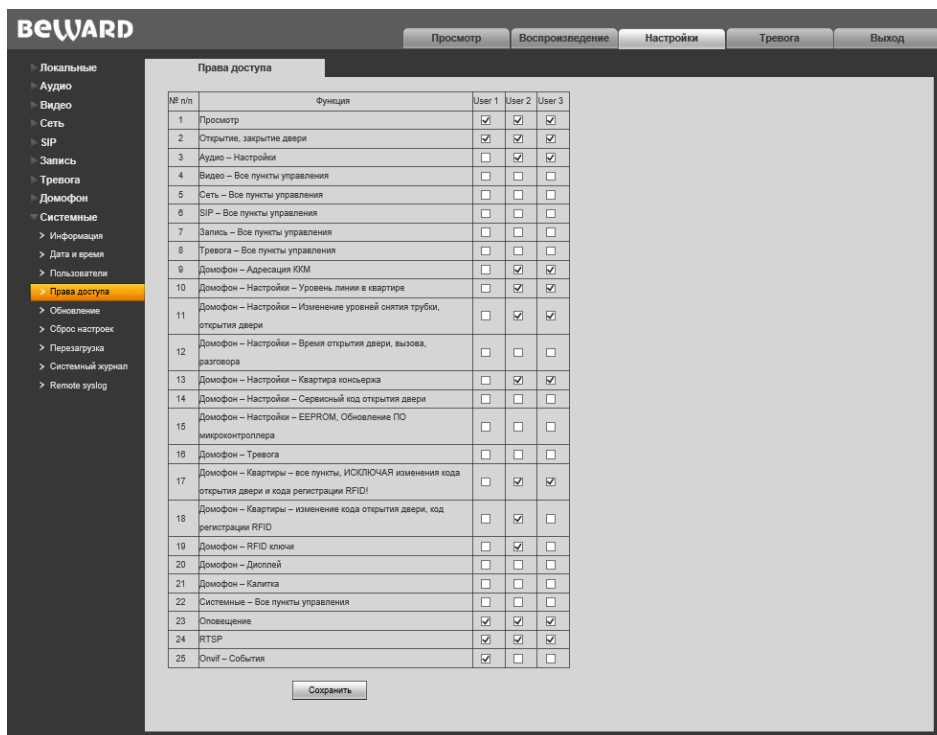 BEWARD
Просмотр Воспроизведение Настройки Тревога Выход
Локальные
Аудио
Видео
Сеть
SIP
Запись
Тревога
Домофон
Системные
Информация
Дата и время
Пользователи
Права доступа
Обновление
Сброс настроек
Перезагрузка
Системный журнал
Remote syslog
Права доступа
№ п/п Функция User 1 User 2 User 3
1 Просмотр
2 Открытие, закрытие двери
3 Аудио – Настройки
4 Видео – Все пункты управления
5 Сеть – Все пункты управления
6 SIP – Все пункты управления
7 Запись – Все пункты управления
8 Тревога – Все пункты управления
9 Домофон – Адресация ККМ
10 Домофон – Настройки – Уровень линии в квартире
11 Домофон – Настройки – Изменение уровней снятия трубки,
открытия двери
12 Домофон – Настройки – Время открытия двери, вызова,
разговора
13 Домофон – Настройки – Квартира консьержа
14 Домофон – Настройки – Сервисный код открытия двери
15 Домофон – Настройки – EEPROM, Обновление ПО
микроконтроллера
16 Домофон – Тревога
17 Домофон – Квартиры – все пункты, ИСКЛЮЧАЯ изменения кода
открытия двери и кода регистрации RFID!
18 Домофон – Квартиры – изменение кода открытия двери, код
регистрации RFID
19 Домофон – RFID ключи
20 Домофон – Дисплей
21 Домофон – Калитка
22 Системные – Все пункты управления
23 Оповещение
24 RTSP
25 Onvif – События
Сохранить